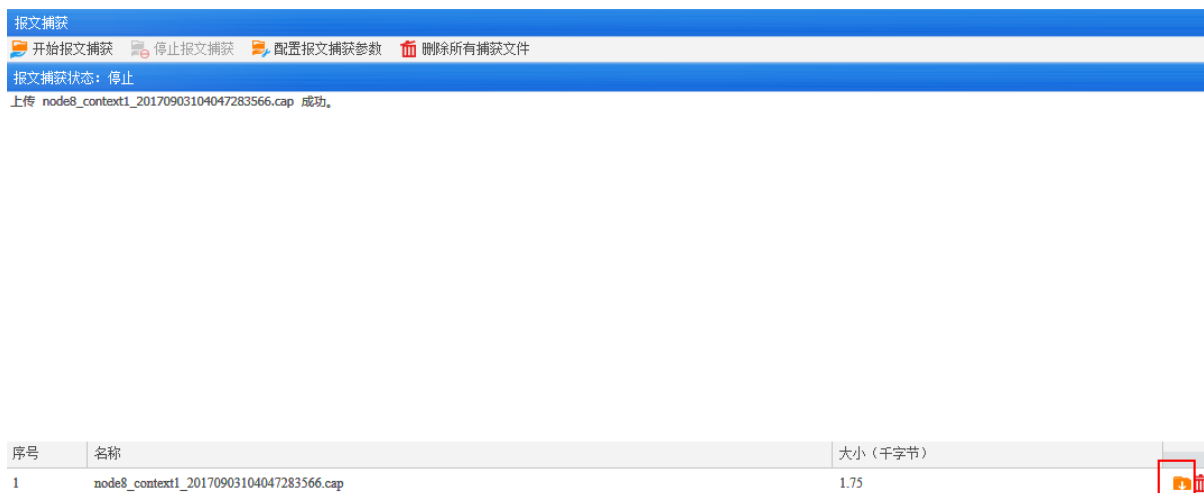 报文捕获
开始报文捕获 停止报文捕获 配置报文捕获参数 删除所有捕获文件
报文捕获状态：停止
上传 node8_context1_20170903104047283566.cap 成功。
序号 名称 大小（千字节）
1 node8_context1_20170903104047283566.cap 1.75